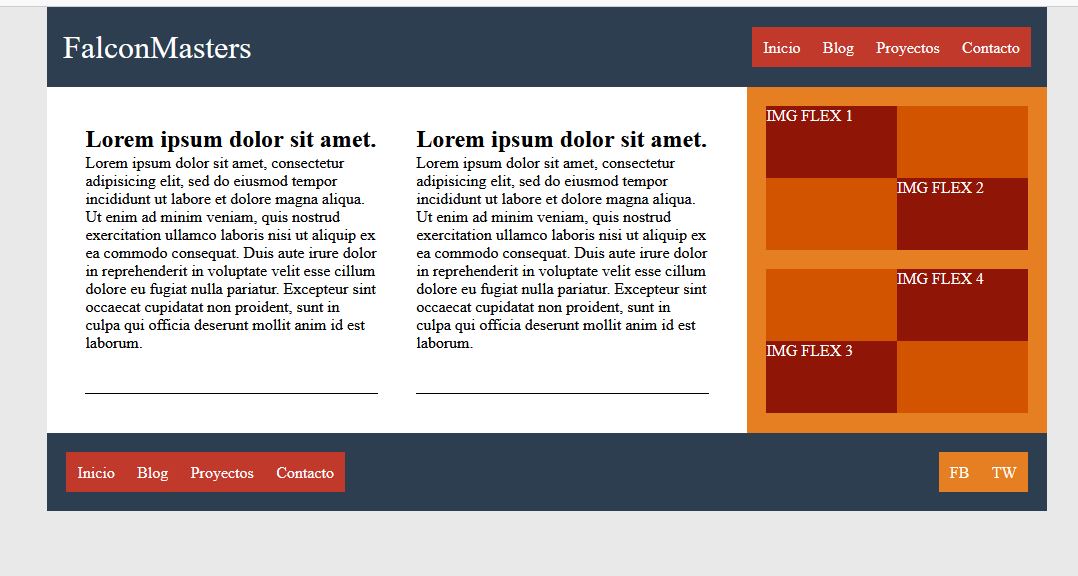 FalconMasters
Inicio Blog Proyectos Contacto
Lorem ipsum dolor sit amet.
Lorem ipsum dolor sit amet, consectetur
adipisicing elit, sed do eiusmod tempor
incididunt ut labore et dolore magna aliqua.
Ut enim ad minim veniam, quis nostrud
exercitation ullamco laboris nisi ut aliquip ex
ea commodo consequat. Duis aute irure dolor
in reprehenderit in voluptate velit esse cillum
dolore eu fugiat nulla pariatur. Excepteur sint
occaecat cupidatat non proident, sunt in
culpa qui officia deserunt mollit anim id est
laborum.
Lorem ipsum dolor sit amet.
Lorem ipsum dolor sit amet, consectetur
adipisicing elit, sed do eiusmod tempor
incididunt ut labore et dolore magna aliqua.
Ut enim ad minim veniam, quis nostrud
exercitation ullamco laboris nisi ut aliquip ex
ea commodo consequat. Duis aute irure dolor
in reprehenderit in voluptate velit esse cillum
dolore eu fugiat nulla pariatur. Excepteur sint
occaecat cupidatat non proident, sunt in
culpa qui officia deserunt mollit anim id est
laborum.
IMG FLEX 1
IMG FLEX 2
IMG FLEX 4
IMG FLEX 3
Inicio Blog Proyectos Contacto
FB TW